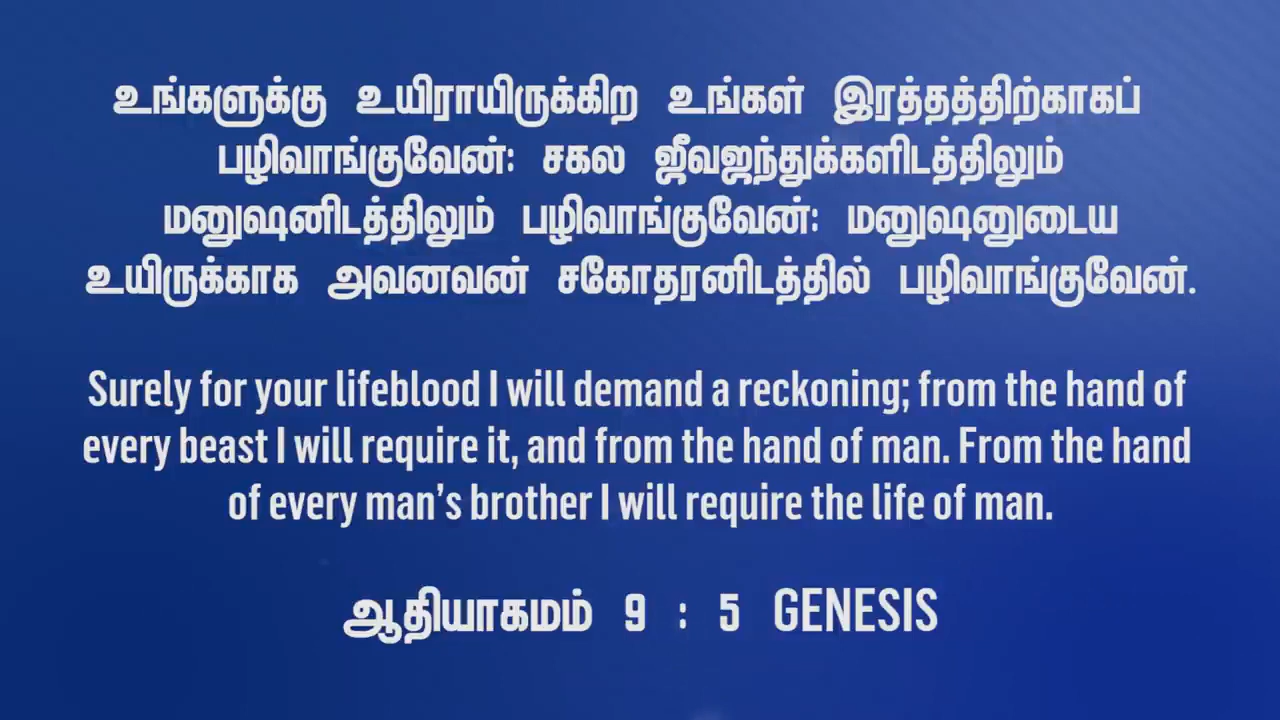 உங்களுக்கு உயிராயிருக்கிற உங்கள் இரத்தத்திற்காகப்
பழிவாங்குவேன்: சகல ஜீவஜந்துக்களிடத்திலும்
மனுஷனிடத்திலும் பழிவாங்குவேன்: மனுஷனுடைய
உயிருக்காக அவனவன் சகோதரனிடத்தில் பழிவாங்குவேன்.
Surely for your lifeblood I will demand a reckoning; from the hand of
every beast I will require it, and from the hand of man. From the hand
of every man’s brother I will require the life of man.
ஆதியாகமம் 9 : 5 GENESIS